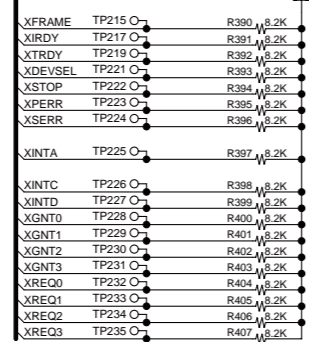 XFRAME TP215 R390 8.2K
XIRDY TP217 R391 8.2K
XTRDY TP219 R392 8.2K
XDEVSEL TP221 R393 8.2K
XSTOP TP222 R394 8.2K
XPERR TP223 R395 8.2K
XSERR TP224 R396 8.2K
XINTA TP225 R397 8.2K
XINTC TP226 R398 8.2K
XINTD TP227 R399 8.2K
XGNT0 TP228 R400 8.2K
XGNT1 TP229 R401 8.2K
XGNT2 TP230 R402 8.2K
XGNT3 TP231 R403 8.2K
XREQ0 TP232 R404 8.2K
XREQ1 TP233 R405 8.2K
XREQ2 TP234 R406 8.2K
XREQ3 TP235 R407 8.2K